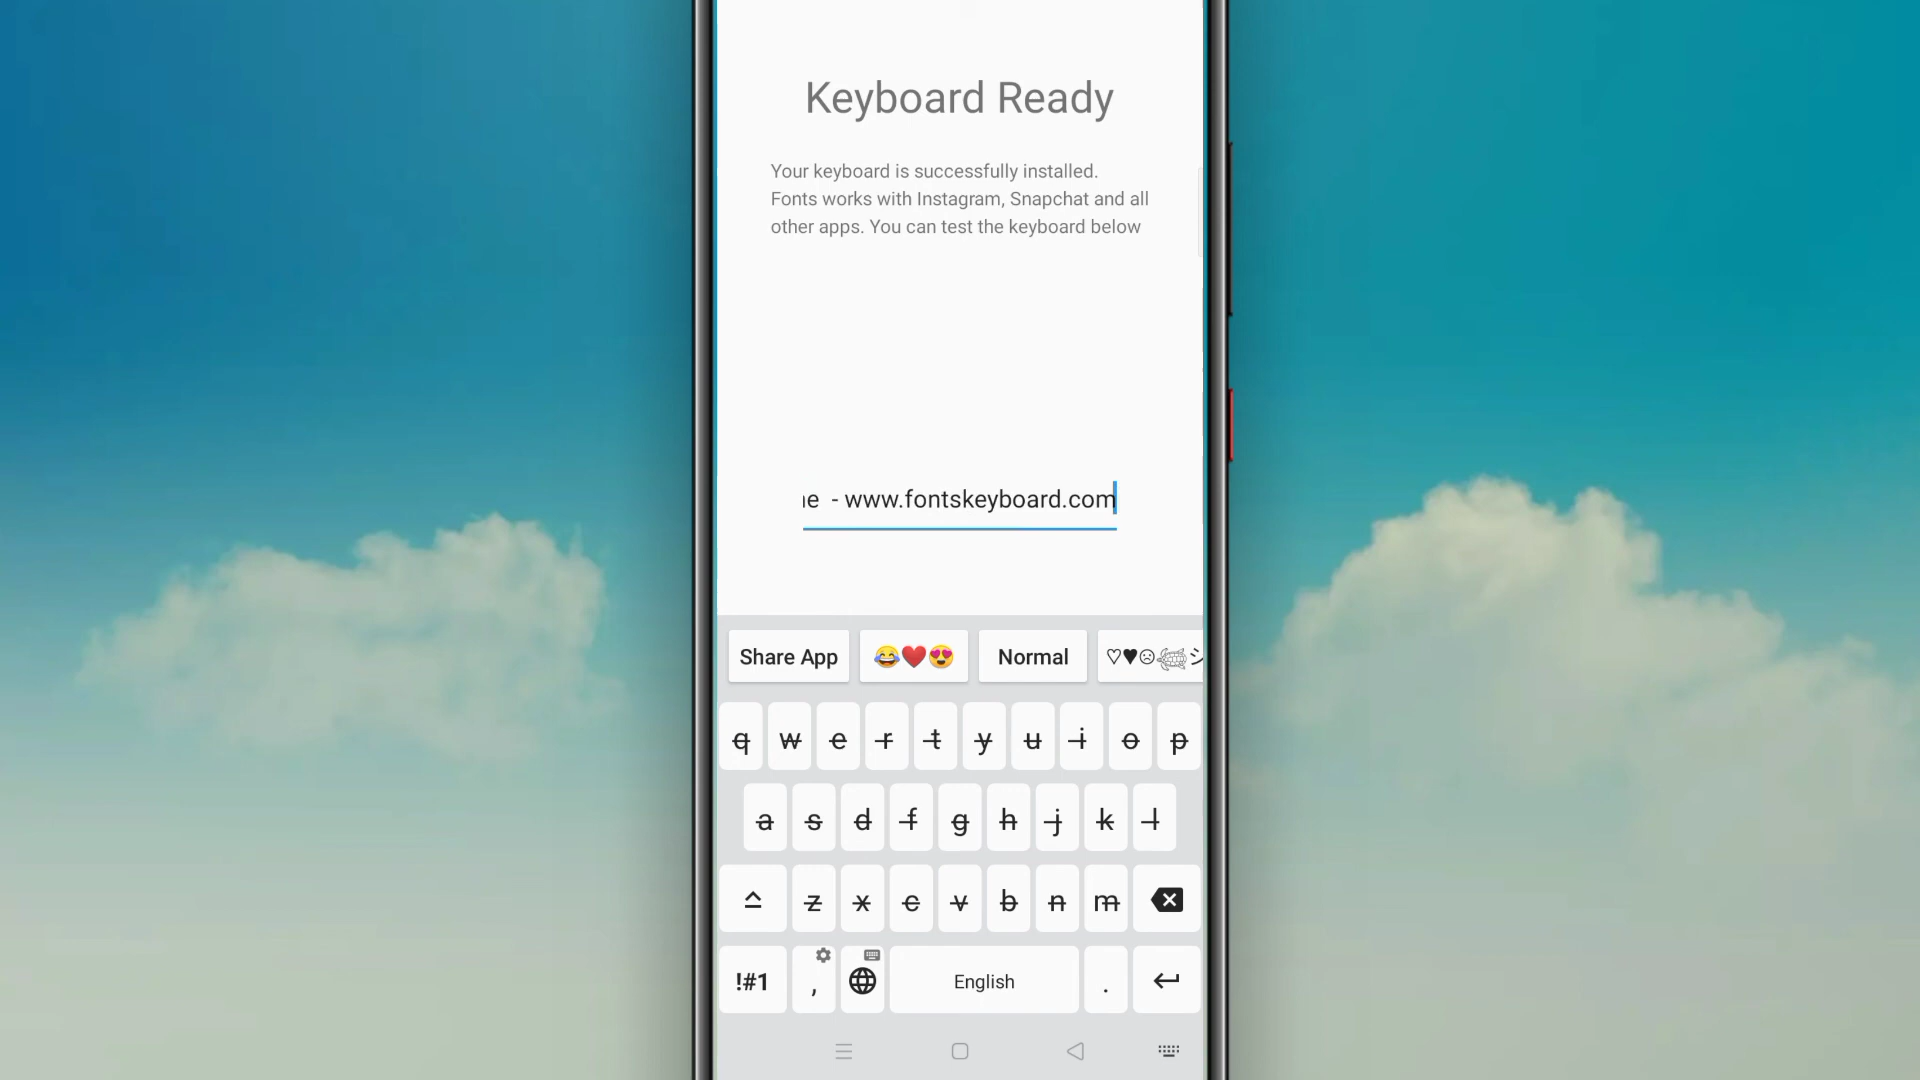 Keyboard Ready
Your keyboard is successfully installed.
Fonts works with Instagram, Snapchat and all
other apps. You can test the keyboard below
- www.fontskeyboard.com
Share App 😂❤️😍 Normal ♡♥☹🐢シ
q̶ w̶ e̶ r̶ t̶ y̶ u̶ i̶ o̶ p̶
a̶ s̶ d̶ f̶ g̶ h̶ j̶ k̶ l̶
z̶ x̶ c̶ v̶ b̶ n̶ m̶
!#1 , English .